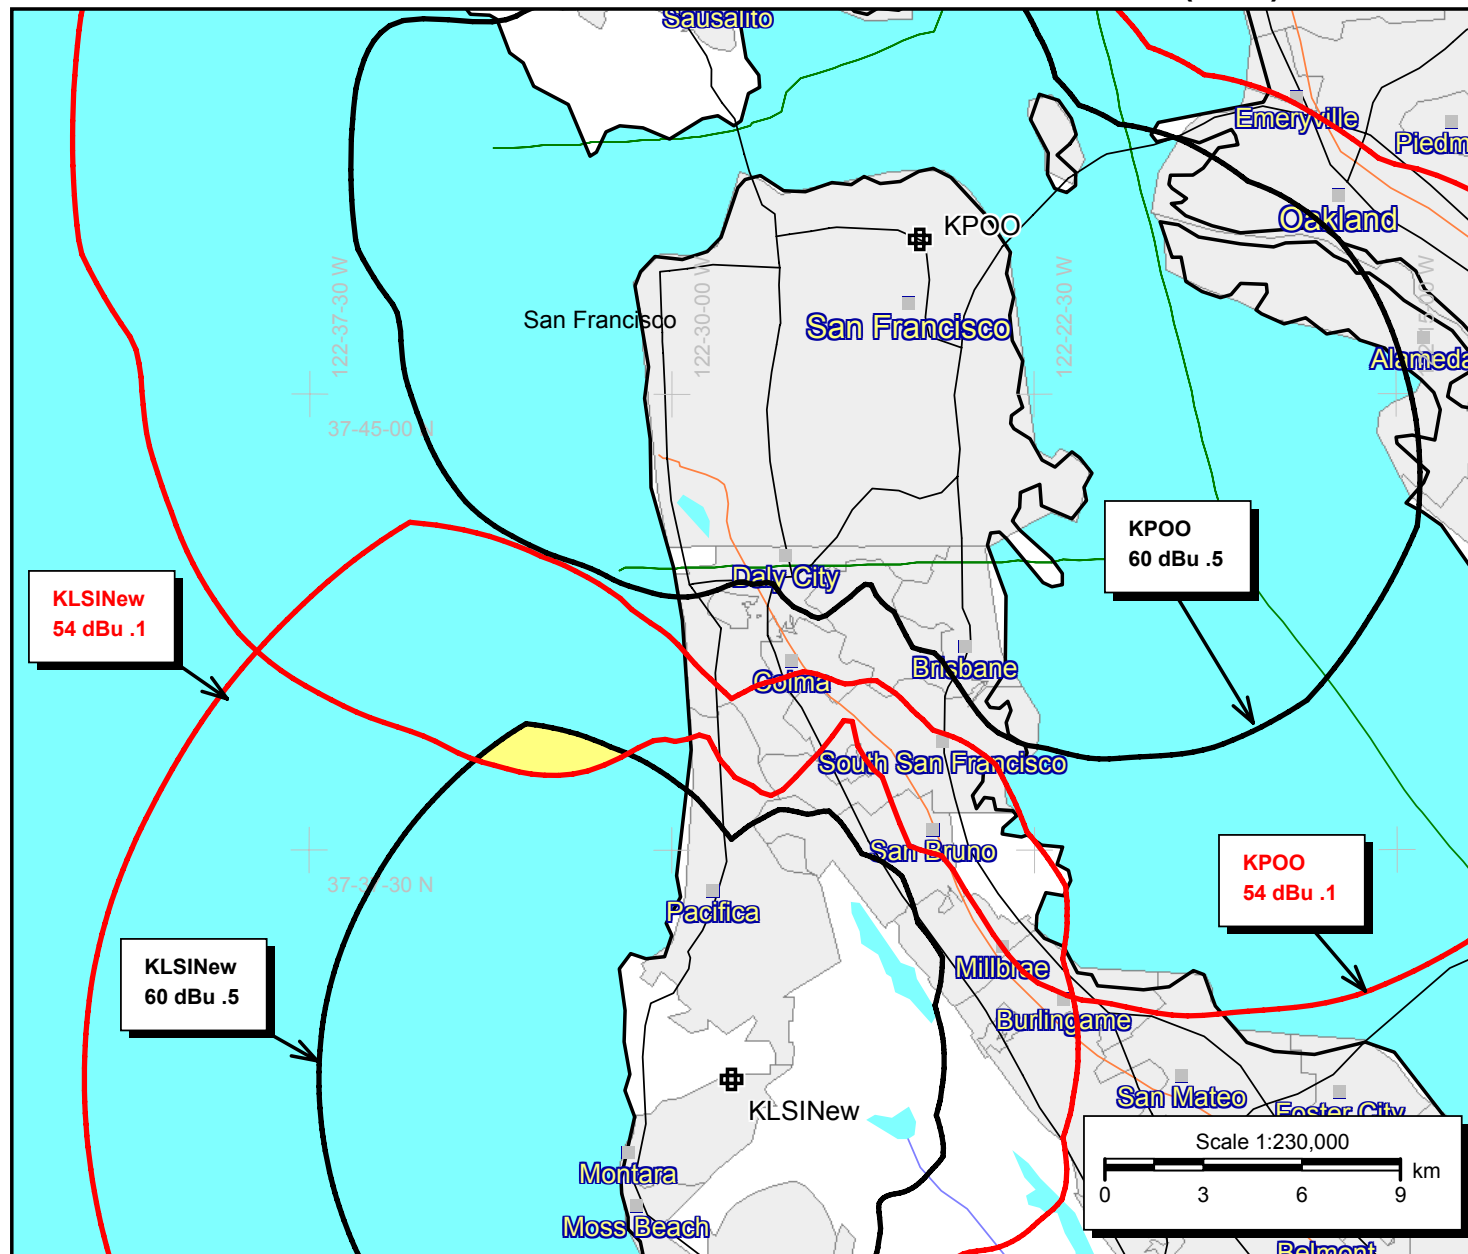 Sausalito
Emeryville
Piedm
Oakland
KPOO
122-37-30 W
122-30-00 W
122-22-30 W
San Francisco
San Francisco
Alameda
37-45-00 N
KPOO
60 dBu .5
Daly City
KLSINew
54 dBu .1
Brisbane
Colma
South San Francisco
San Bruno
KPOO
54 dBu .1
37-37-30 N
Pacifica
KLSINew
60 dBu .5
Millbrae
Burlingame
San Mateo
Foster City
KLSINew
Scale 1:230,000
km
0 3 6 9
Montara
Moss Beach
Belmont